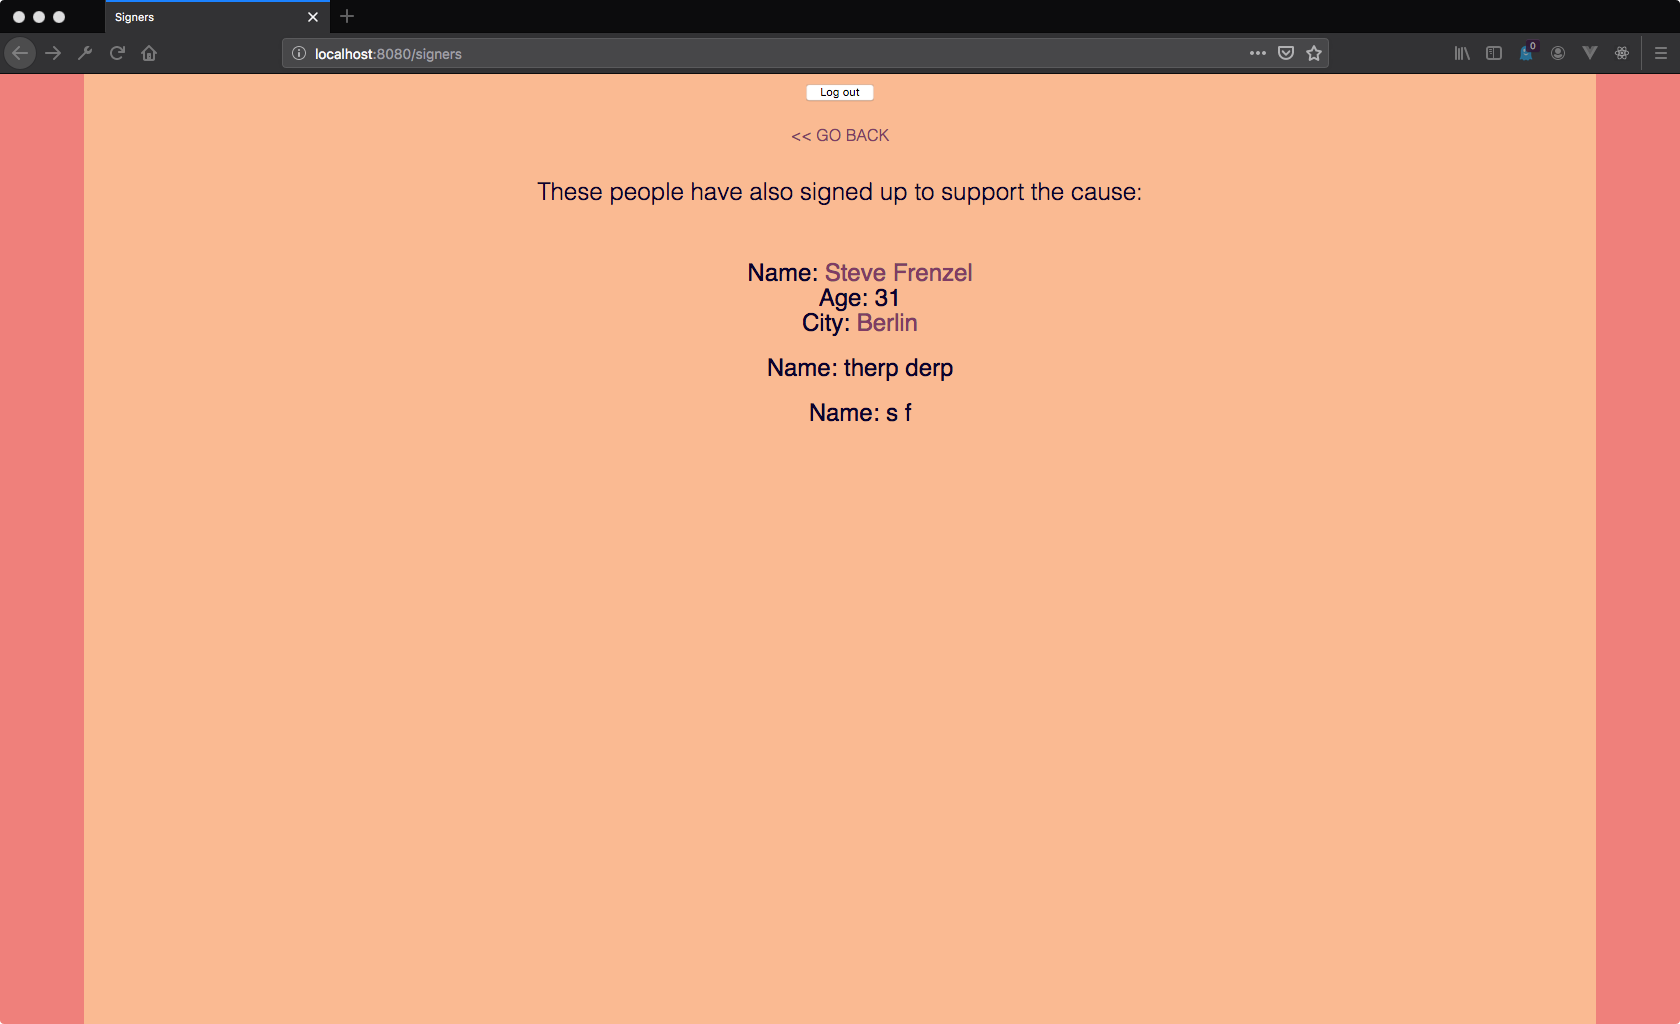 Signers
localhost:8080/signers
0
Log out
<< GO BACK
These people have also signed up to support the cause:
Name: Steve Frenzel
Age: 31
City: Berlin
Name: therp derp
Name: s f